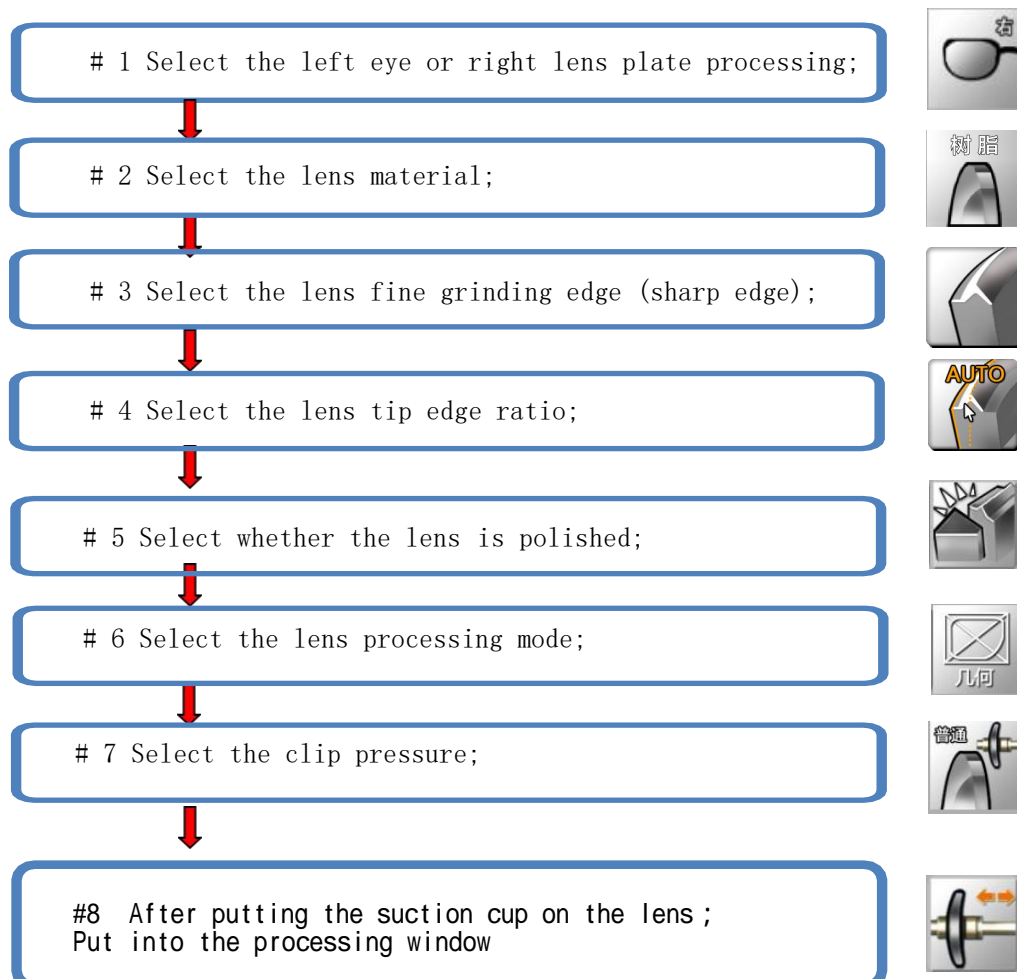 # 1 Select the left eye or right lens plate processing;
右
# 2 Select the lens material;
树脂
# 3 Select the lens fine grinding edge (sharp edge);
# 4 Select the lens tip edge ratio;
AUTO
# 5 Select whether the lens is polished;
# 6 Select the lens processing mode;
几何
# 7 Select the clip pressure;
普通
#8 After putting the suction cup on the lens;
Put into the processing window